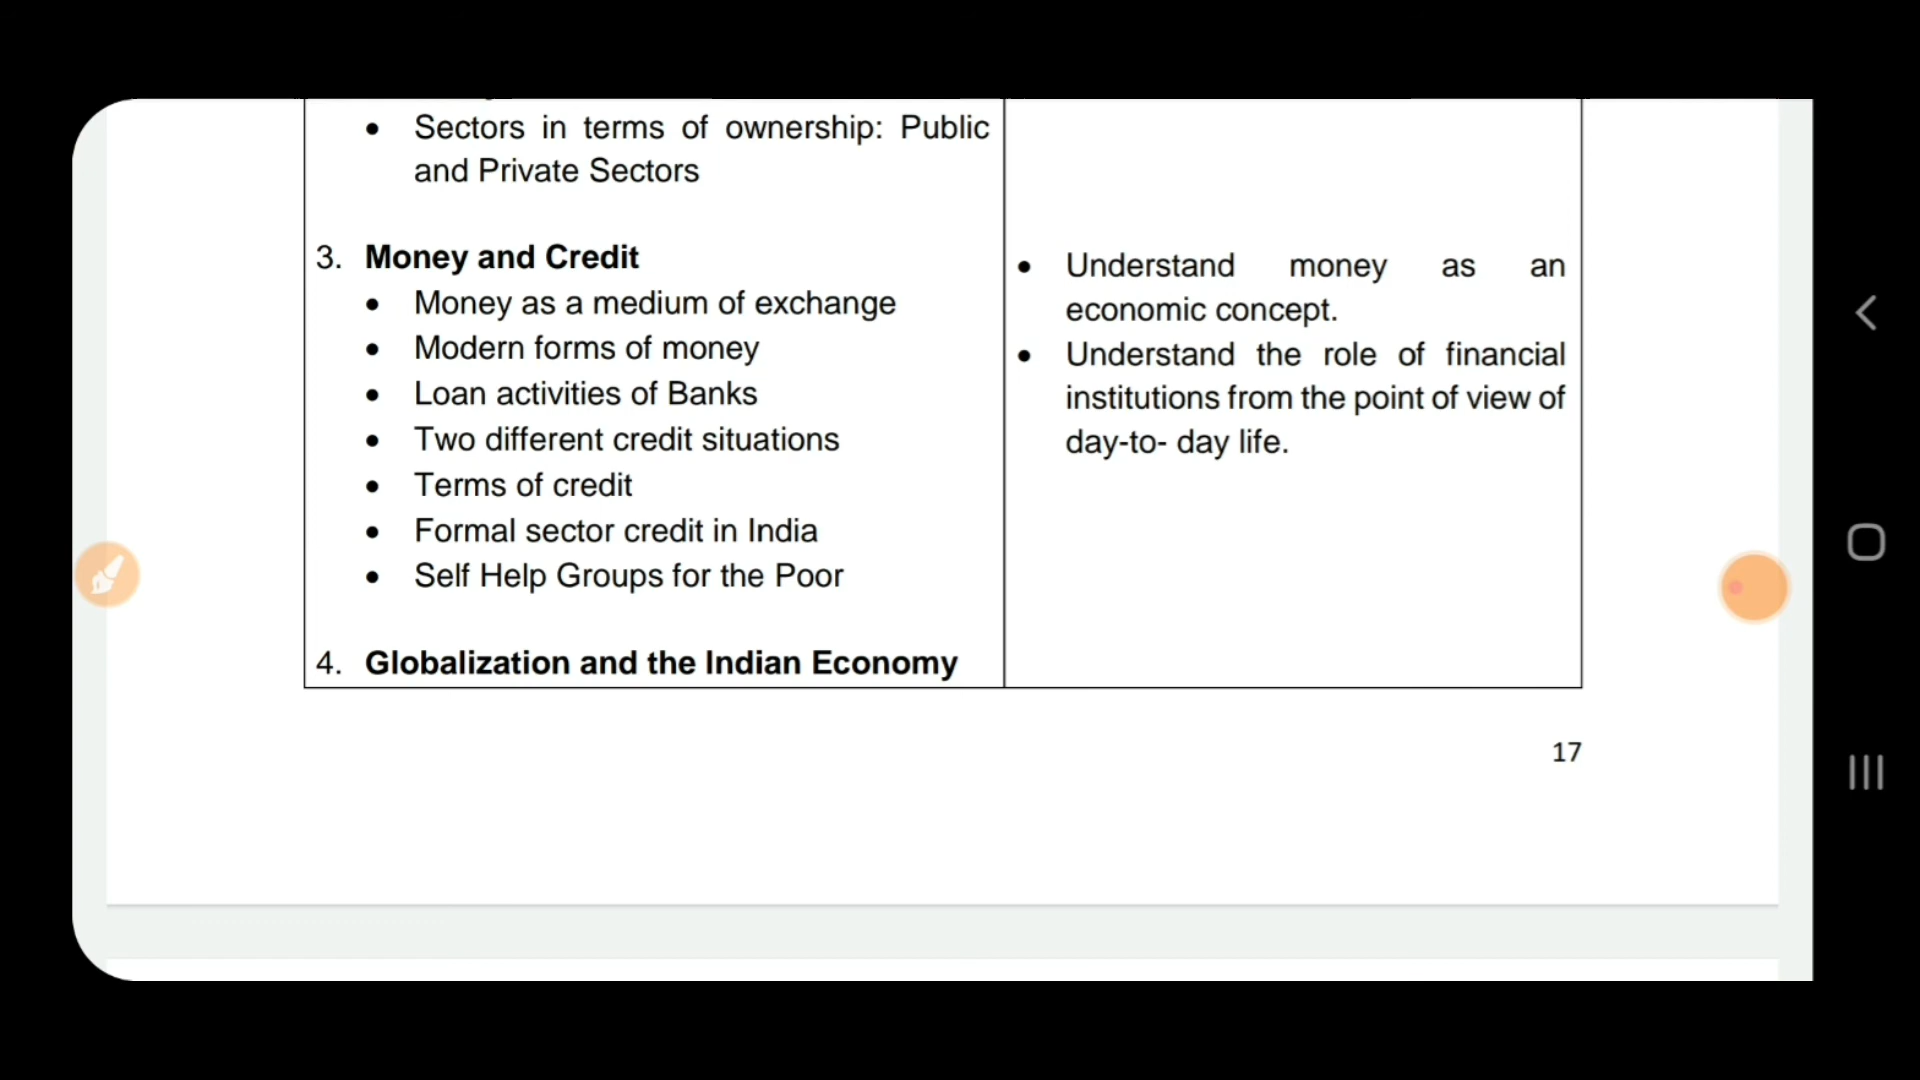 • Sectors in terms of ownership: Public
and Private Sectors
3. Money and Credit
• Money as a medium of exchange
• Modern forms of money
• Loan activities of Banks
• Two different credit situations
• Terms of credit
• Formal sector credit in India
• Self Help Groups for the Poor
4. Globalization and the Indian Economy
• Understand money as an
economic concept.
• Understand the role of financial
institutions from the point of view of
day-to- day life.
17